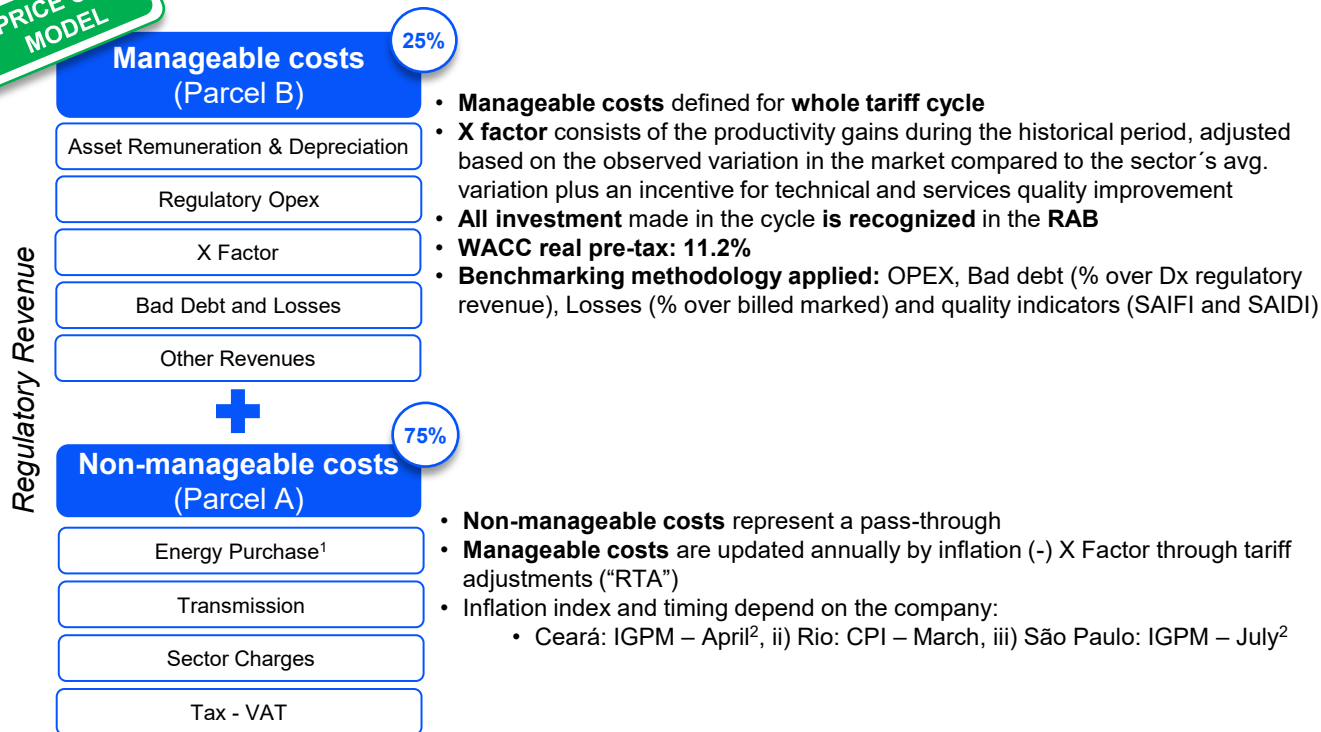 PRICE
MODEL
25%
Manageable costs
(Parcel B)
Asset Remuneration & Depreciation
Regulatory Opex
X Factor
Bad Debt and Losses
Other Revenues
• Manageable costs defined for whole tariff cycle
• X factor consists of the productivity gains during the historical period, adjusted
based on the observed variation in the market compared to the sector´s avg.
variation plus an incentive for technical and services quality improvement
• All investment made in the cycle is recognized in the RAB
• WACC real pre-tax: 11.2%
• Benchmarking methodology applied: OPEX, Bad debt (% over Dx regulatory
revenue), Losses (% over billed marked) and quality indicators (SAIFI and SAIDI)
Regulatory Revenue
75%
Non-manageable costs
(Parcel A)
Energy Purchase¹
Transmission
Sector Charges
Tax - VAT
• Non-manageable costs represent a pass-through
• Manageable costs are updated annually by inflation (-) X Factor through tariff
adjustments (“RTA”)
• Inflation index and timing depend on the company:
• Ceará: IGPM – April², ii) Rio: CPI – March, iii) São Paulo: IGPM – July²